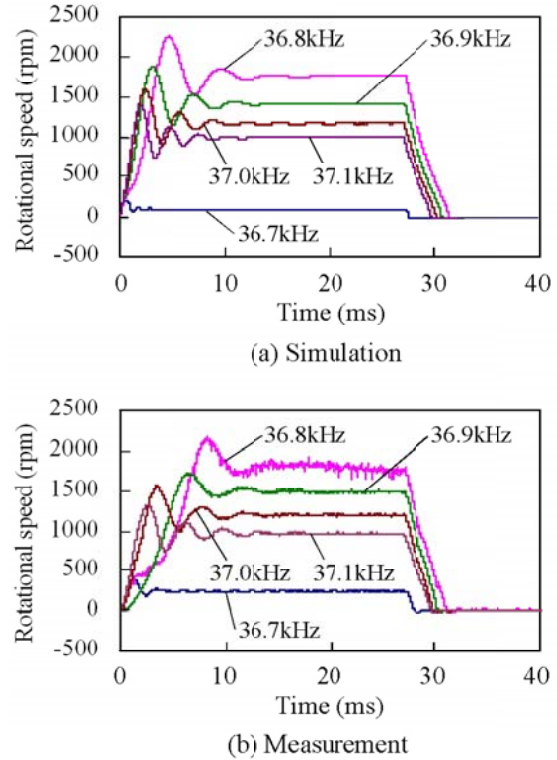 2500
2000
1500
1000
500
0
-500
Rotational speed (rpm)
36.8kHz
36.9kHz
37.0kHz
37.1kHz
36.7kHz
0
10
20
30
40
Time (ms)
(a) Simulation
2500
2000
1500
1000
500
0
-500
Rotational speed (rpm)
36.8kHz
36.9kHz
37.0kHz
37.1kHz
36.7kHz
0
10
20
30
40
Time (ms)
(b) Measurement